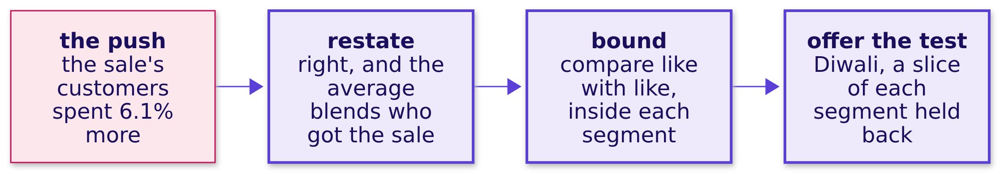 the push
the sale's
customers
spent 6.1%
more
restate
right, and the
average
blends who
got the sale
bound
compare like
with like,
inside each
segment
offer the test
Diwali, a slice
of each
segment held
back